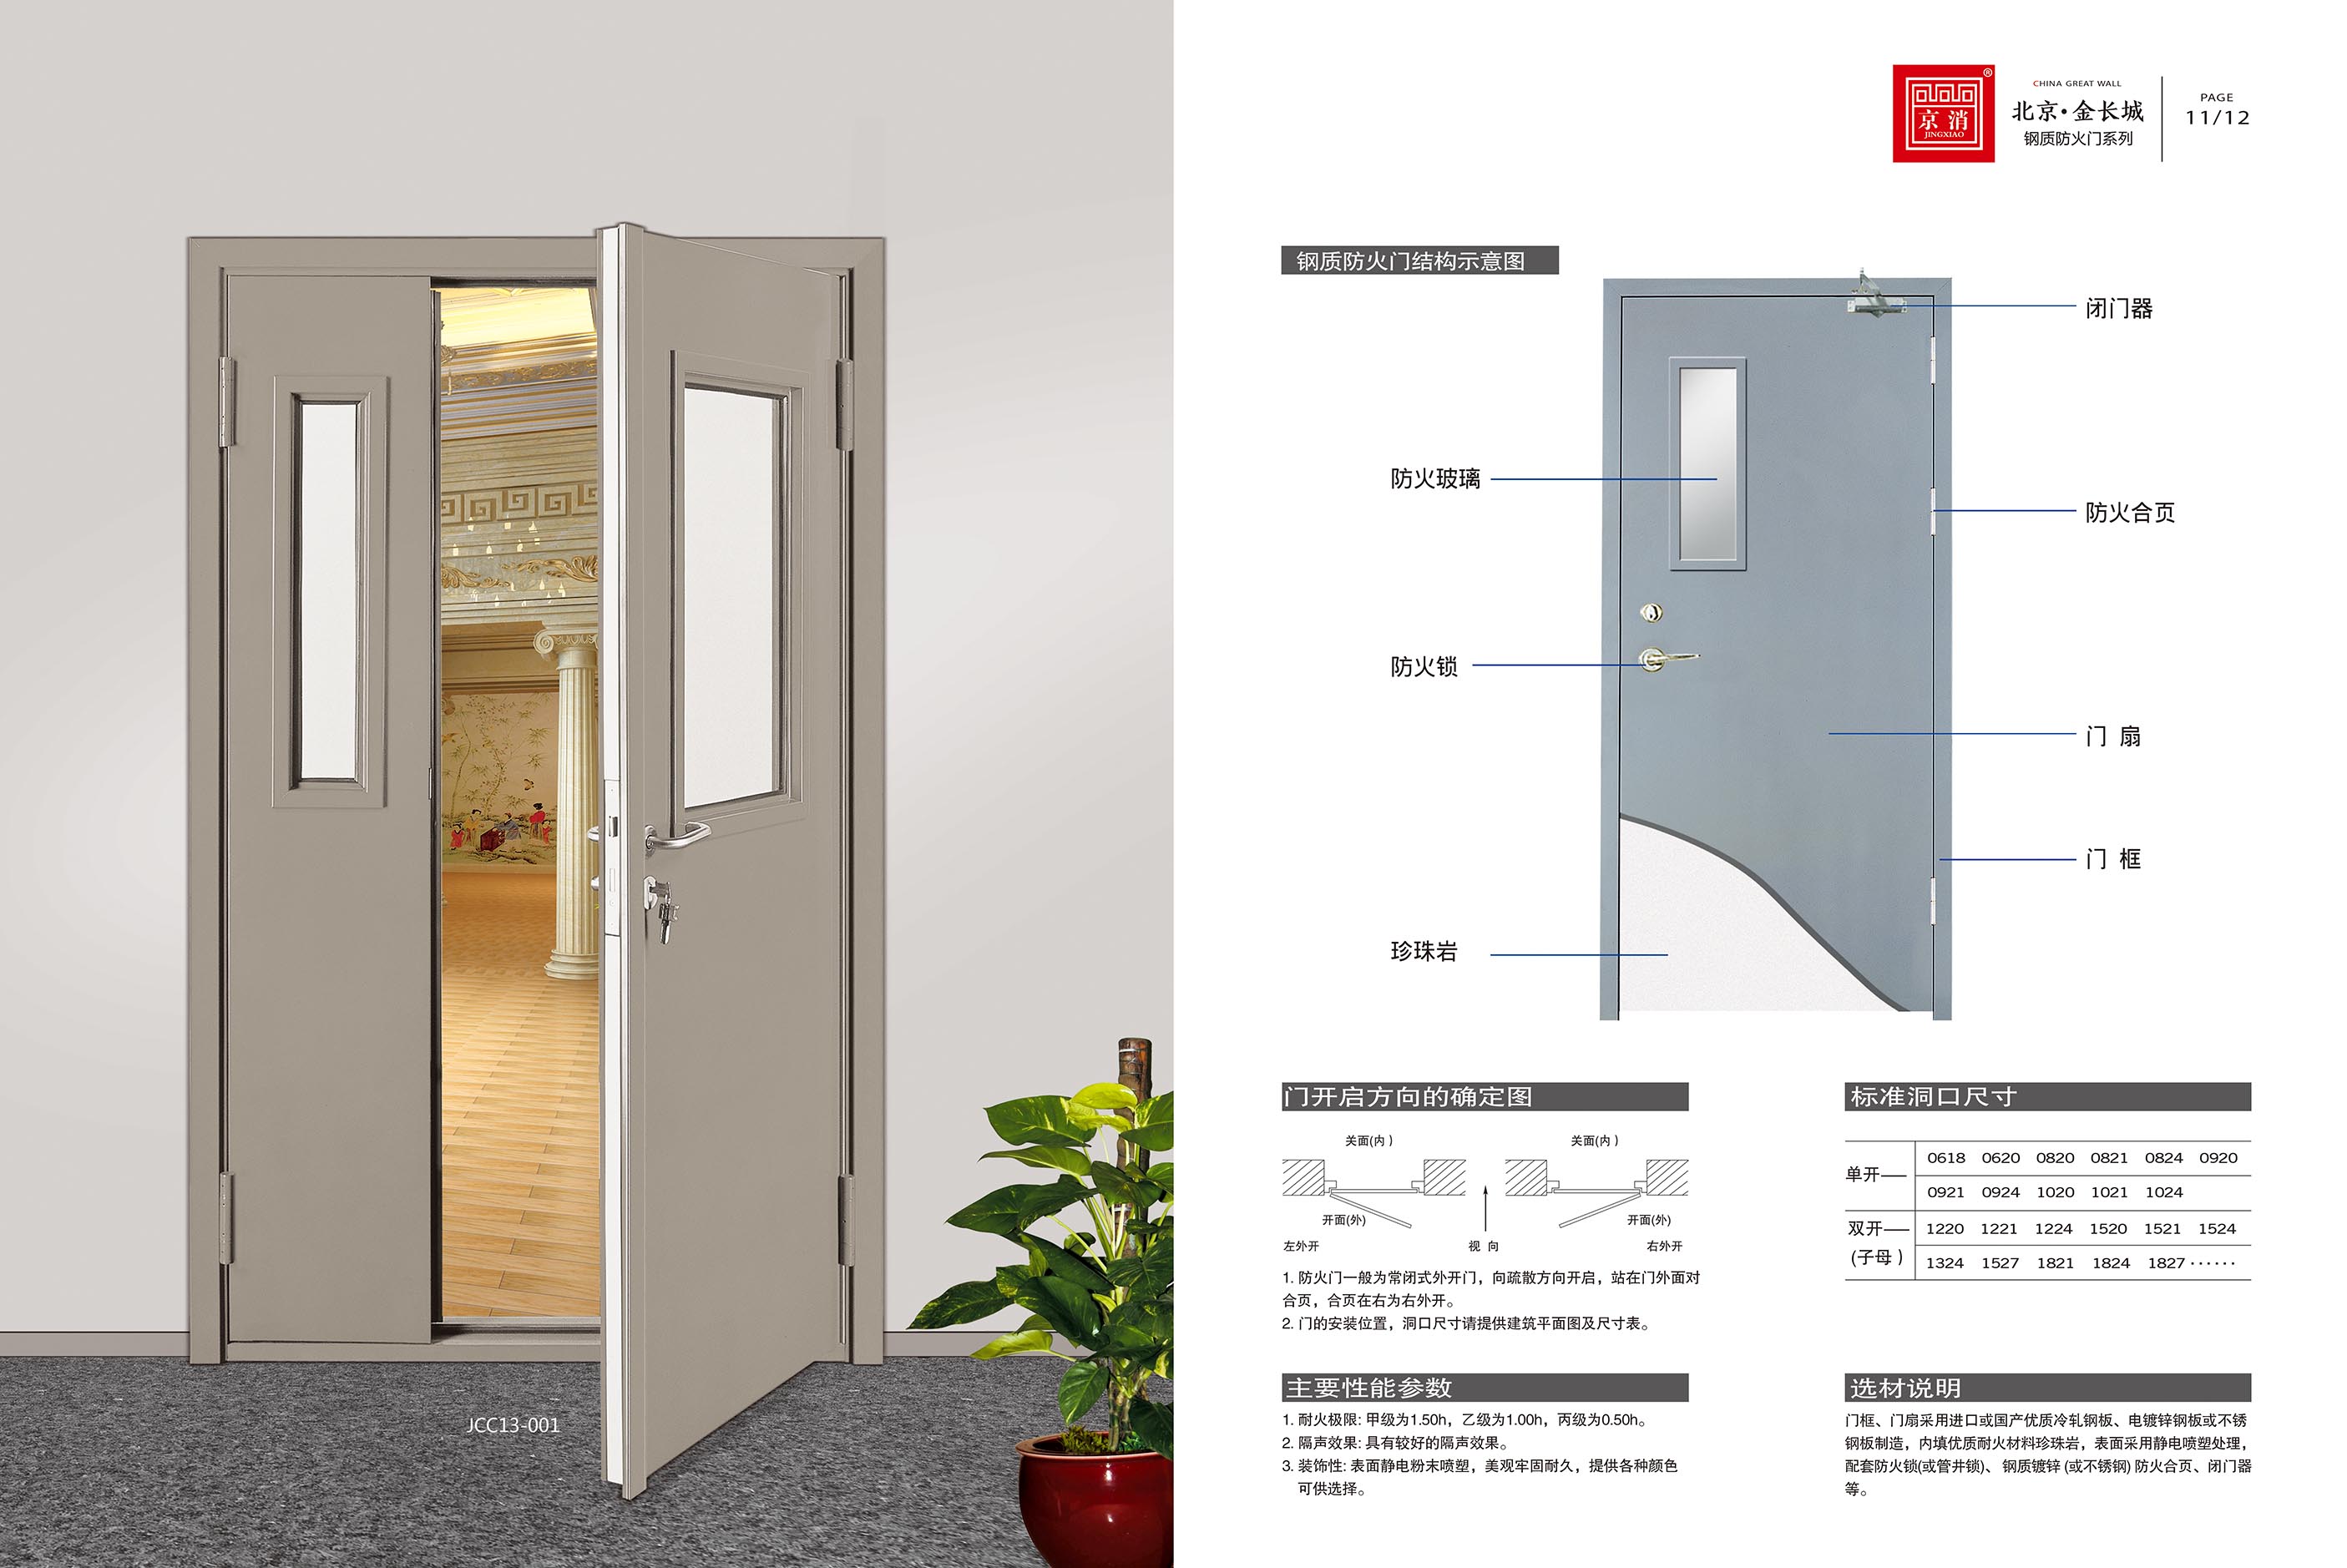 CHINA GREAT WALL
北京·金长城
钢质防火门系列
PAGE
11/12
京消
JINGXIAO
®
钢质防火门结构示意图
闭门器
防火玻璃
防火合页
防火锁
门 扇
门 框
珍珠岩
JCC13-001
门开启方向的确定图
关面(内)
关面(内)
开面(外)
开面(外)
左外开
视 向
右外开
1. 防火门一般为常闭式外开门，向疏散方向开启，站在门外面对
合页，合页在右为右外开。
2. 门的安装位置，洞口尺寸请提供建筑平面图及尺寸表。
标准洞口尺寸
单开—
0618 0620 0820 0821 0824 0920
0921 0924 1020 1021 1024
双开—
(子母)
1220 1221 1224 1520 1521 1524
1324 1527 1821 1824 1827 ······
主要性能参数
1. 耐火极限: 甲级为1.50h，乙级为1.00h，丙级为0.50h。
2. 隔声效果: 具有较好的隔声效果。
3. 装饰性: 表面静电粉末喷塑，美观牢固耐久，提供各种颜色
可供选择。
选材说明
门框、门扇采用进口或国产优质冷轧钢板、电镀锌钢板或不锈
钢板制造，内填优质耐火材料珍珠岩，表面采用静电喷塑处理，
配套防火锁(或管井锁)、钢质镀锌 (或不锈钢) 防火合页、闭门器
等。